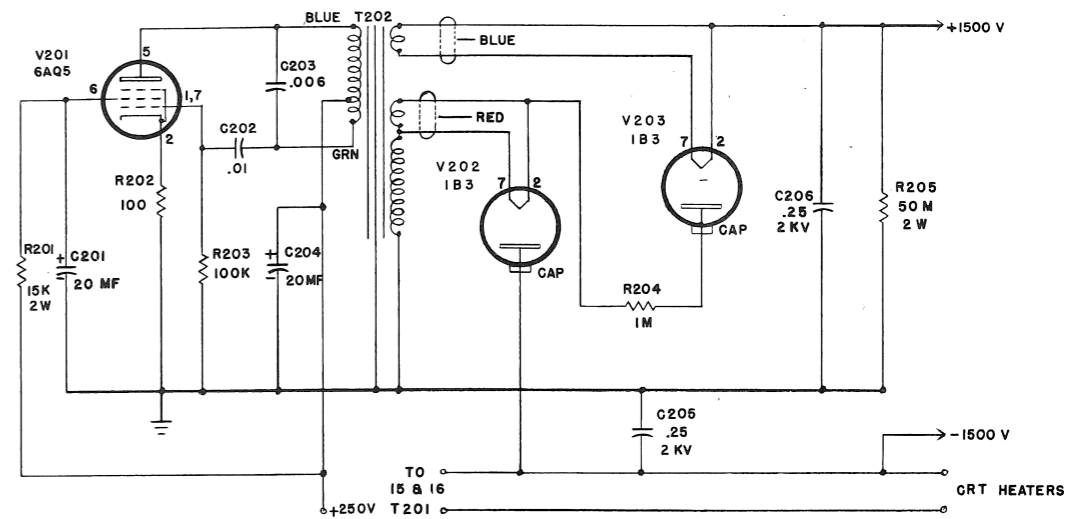 BLUE T202
BLUE
+1500 V
V201
6AQ5
5
C203
.006
6
1,7
2
C202
.01
GRN
RED
V202
1B3
7 2
CAP
V203
1B3
7 2
CAP
R202
100
R201
15K
2W
C201
20 MF
R203
100K
C204
20MF
R204
1M
C206
.25
2 KV
R205
50 M
2 W
C205
.25
2 KV
-1500 V
TO
15 & 16
T201
+250V
CRT HEATERS